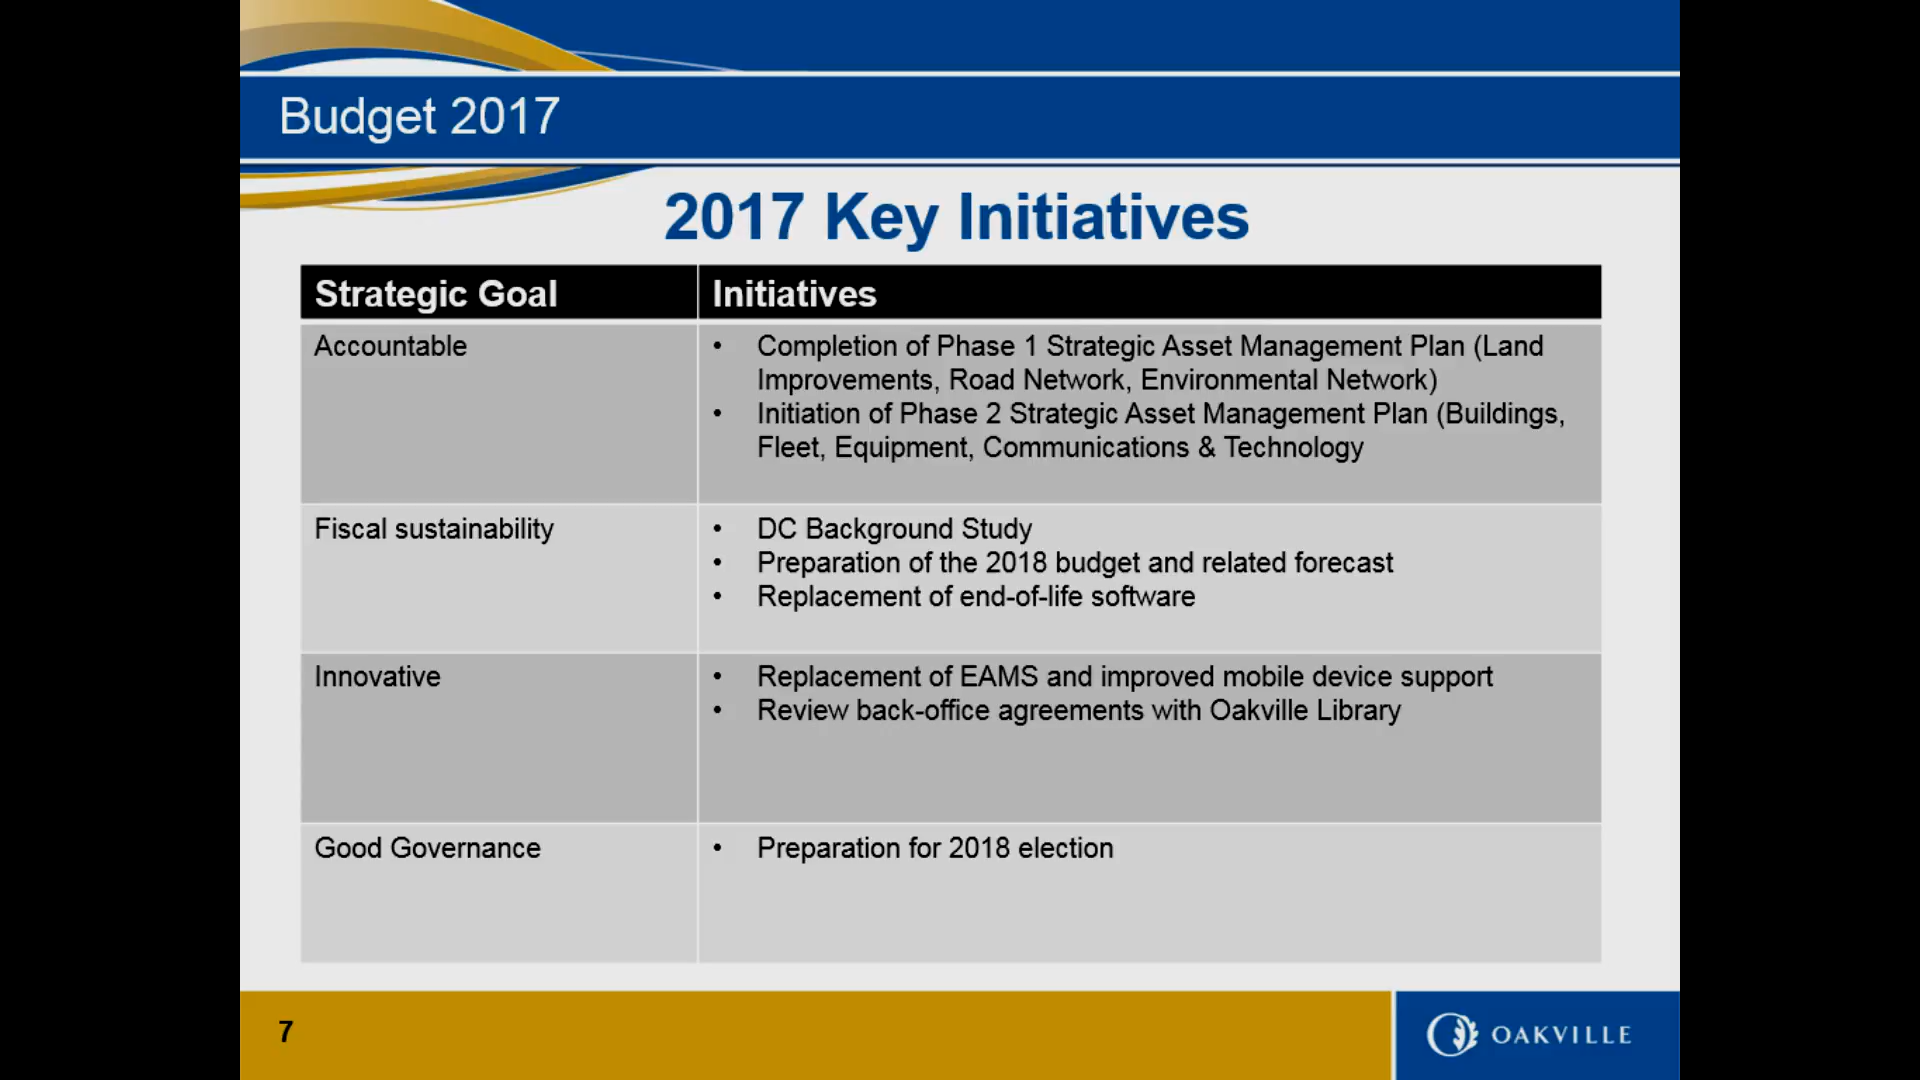 Budget 2017
2017 Key Initiatives
Strategic Goal
Initiatives
Accountable
• Completion of Phase 1 Strategic Asset Management Plan (Land
Improvements, Road Network, Environmental Network)
• Initiation of Phase 2 Strategic Asset Management Plan (Buildings,
Fleet, Equipment, Communications & Technology
Fiscal sustainability
• DC Background Study
• Preparation of the 2018 budget and related forecast
• Replacement of end-of-life software
Innovative
• Replacement of EAMS and improved mobile device support
• Review back-office agreements with Oakville Library
Good Governance
• Preparation for 2018 election
7
OAKVILLE